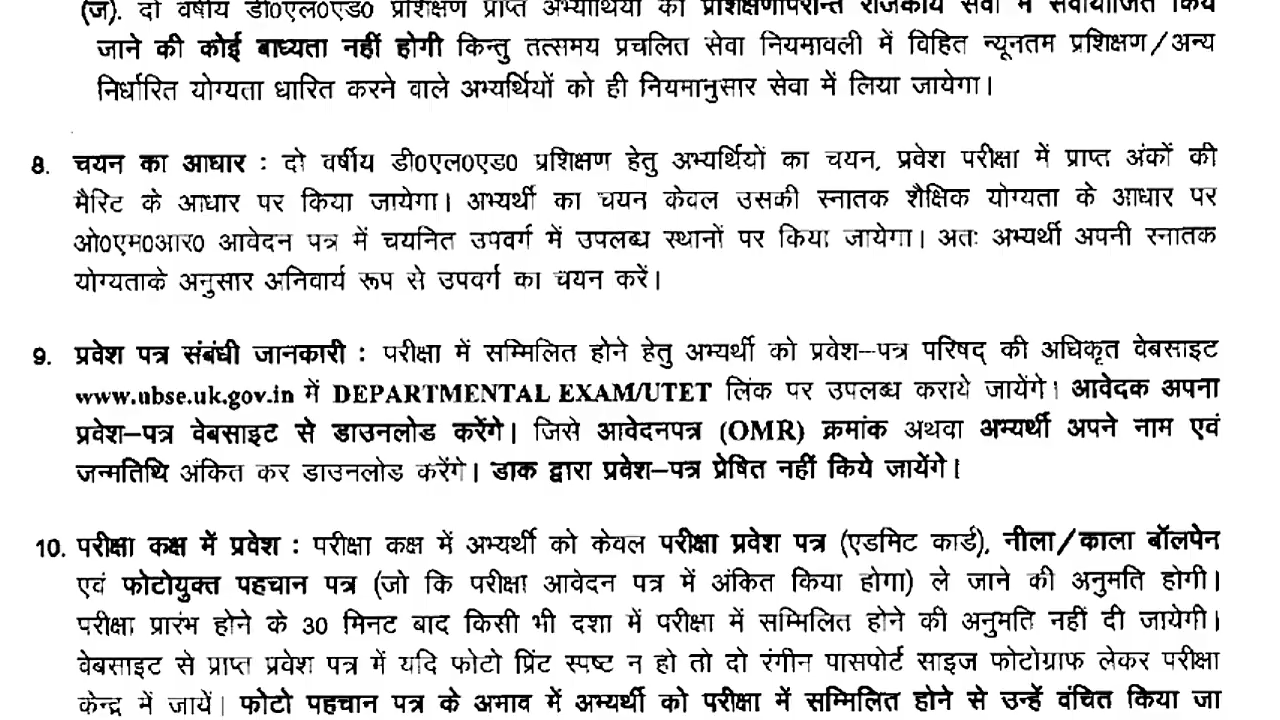 (ज). दो वर्षीय डी0एल0एड0 प्रशिक्षण प्राप्त अभ्यर्थियों को प्रशिक्षणोपरान्त राजकीय सेवा में सेवायोजित किये
जाने की कोई बाध्यता नहीं होगी किन्तु तत्समय प्रचलित सेवा नियमावली में विहित न्यूनतम प्रशिक्षण/अन्य
निर्धारित योग्यता धारित करने वाले अभ्यर्थियों को ही नियमानुसार सेवा में लिया जायेगा।
8. चयन का आधार : दो वर्षीय डी0एल0एड0 प्रशिक्षण हेतु अभ्यर्थियों का चयन, प्रवेश परीक्षा में प्राप्त अंकों की
मैरिट के आधार पर किया जायेगा। अभ्यर्थी का चयन केवल उसकी स्नातक शैक्षिक योग्यता के आधार पर
ओ0एम0आर0 आवेदन पत्र में चयनित उपवर्ग में उपलब्ध स्थानों पर किया जायेगा। अतः अभ्यर्थी अपनी स्नातक
योग्यताके अनुसार अनिवार्य रूप से उपवर्ग का चयन करें।
9. प्रवेश पत्र संबंधी जानकारी : परीक्षा में सम्मिलित होने हेतु अभ्यर्थी को प्रवेश–पत्र परिषद् की अधिकृत वेबसाइट
www.ubse.uk.gov.in में DEPARTMENTAL EXAM/UTET लिंक पर उपलब्ध कराये जायेंगे। आवेदक अपना
प्रवेश–पत्र वेबसाइट से डाउनलोड करेंगे। जिसे आवेदनपत्र (OMR) क्रमांक अथवा अभ्यर्थी अपने नाम एवं
जन्मतिथि अंकित कर डाउनलोड करेंगे। डाक द्वारा प्रवेश–पत्र प्रेषित नहीं किये जायेंगे।
10. परीक्षा कक्ष में प्रवेश : परीक्षा कक्ष में अभ्यर्थी को केवल परीक्षा प्रवेश पत्र (एडमिट कार्ड), नीला/काला बॉलपेन
एवं फोटोयुक्त पहचान पत्र (जो कि परीक्षा आवेदन पत्र में अंकित किया होगा) ले जाने की अनुमति होगी।
परीक्षा प्रारंभ होने के 30 मिनट बाद किसी भी दशा में परीक्षा में सम्मिलित होने की अनुमति नहीं दी जायेगी।
वेबसाइट से प्राप्त प्रवेश पत्र में यदि फोटो प्रिंट स्पष्ट न हो तो दो रंगीन पासपोर्ट साइज फोटोग्राफ लेकर परीक्षा
केन्द्र में जायें। फोटो पहचान पत्र के अभाव में अभ्यर्थी को परीक्षा में सम्मिलित होने से उन्हें वंचित किया जा